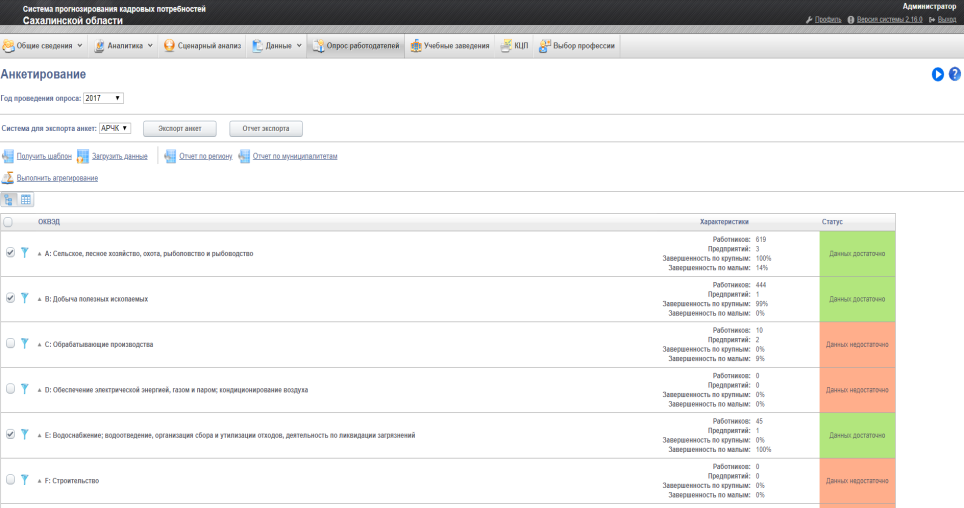 Система прогнозирования кадровых потребностей
Сахалинской области
Администратор
Профиль Версия системы 2.16.0 Выход
Общие сведения Аналитика Сценарный анализ Данные Опрос работодателей Учебные заведения КЦП Выбор профессии
Анкетирование
Год проведения опроса: 2017
Система для экспорта анкет: АРЧК Экспорт анкет Отчет экспорта
Получить шаблон Загрузить данные Отчет по региону Отчет по муниципалитетам
Выполнить агрегирование
ОКВЭД Характеристики Статус
A: Сельское, лесное хозяйство, охота, рыболовство и рыбоводство
Работников: 619
Предприятий: 3
Завершенность по крупным: 100%
Завершенность по малым: 14%
Данных достаточно
B: Добыча полезных ископаемых
Работников: 444
Предприятий: 1
Завершенность по крупным: 99%
Завершенность по малым: 0%
Данных достаточно
C: Обрабатывающие производства
Работников: 10
Предприятий: 2
Завершенность по крупным: 0%
Завершенность по малым: 9%
Данных недостаточно
D: Обеспечение электрической энергией, газом и паром; кондиционирование воздуха
Работников: 0
Предприятий: 0
Завершенность по крупным: 0%
Завершенность по малым: 0%
Данных недостаточно
E: Водоснабжение; водоотведение, организация сбора и утилизации отходов, деятельность по ликвидации загрязнений
Работников: 45
Предприятий: 1
Завершенность по крупным: 0%
Завершенность по малым: 100%
Данных достаточно
F: Строительство
Работников: 0
Предприятий: 0
Завершенность по крупным: 0%
Завершенность по малым: 0%
Данных недостаточно